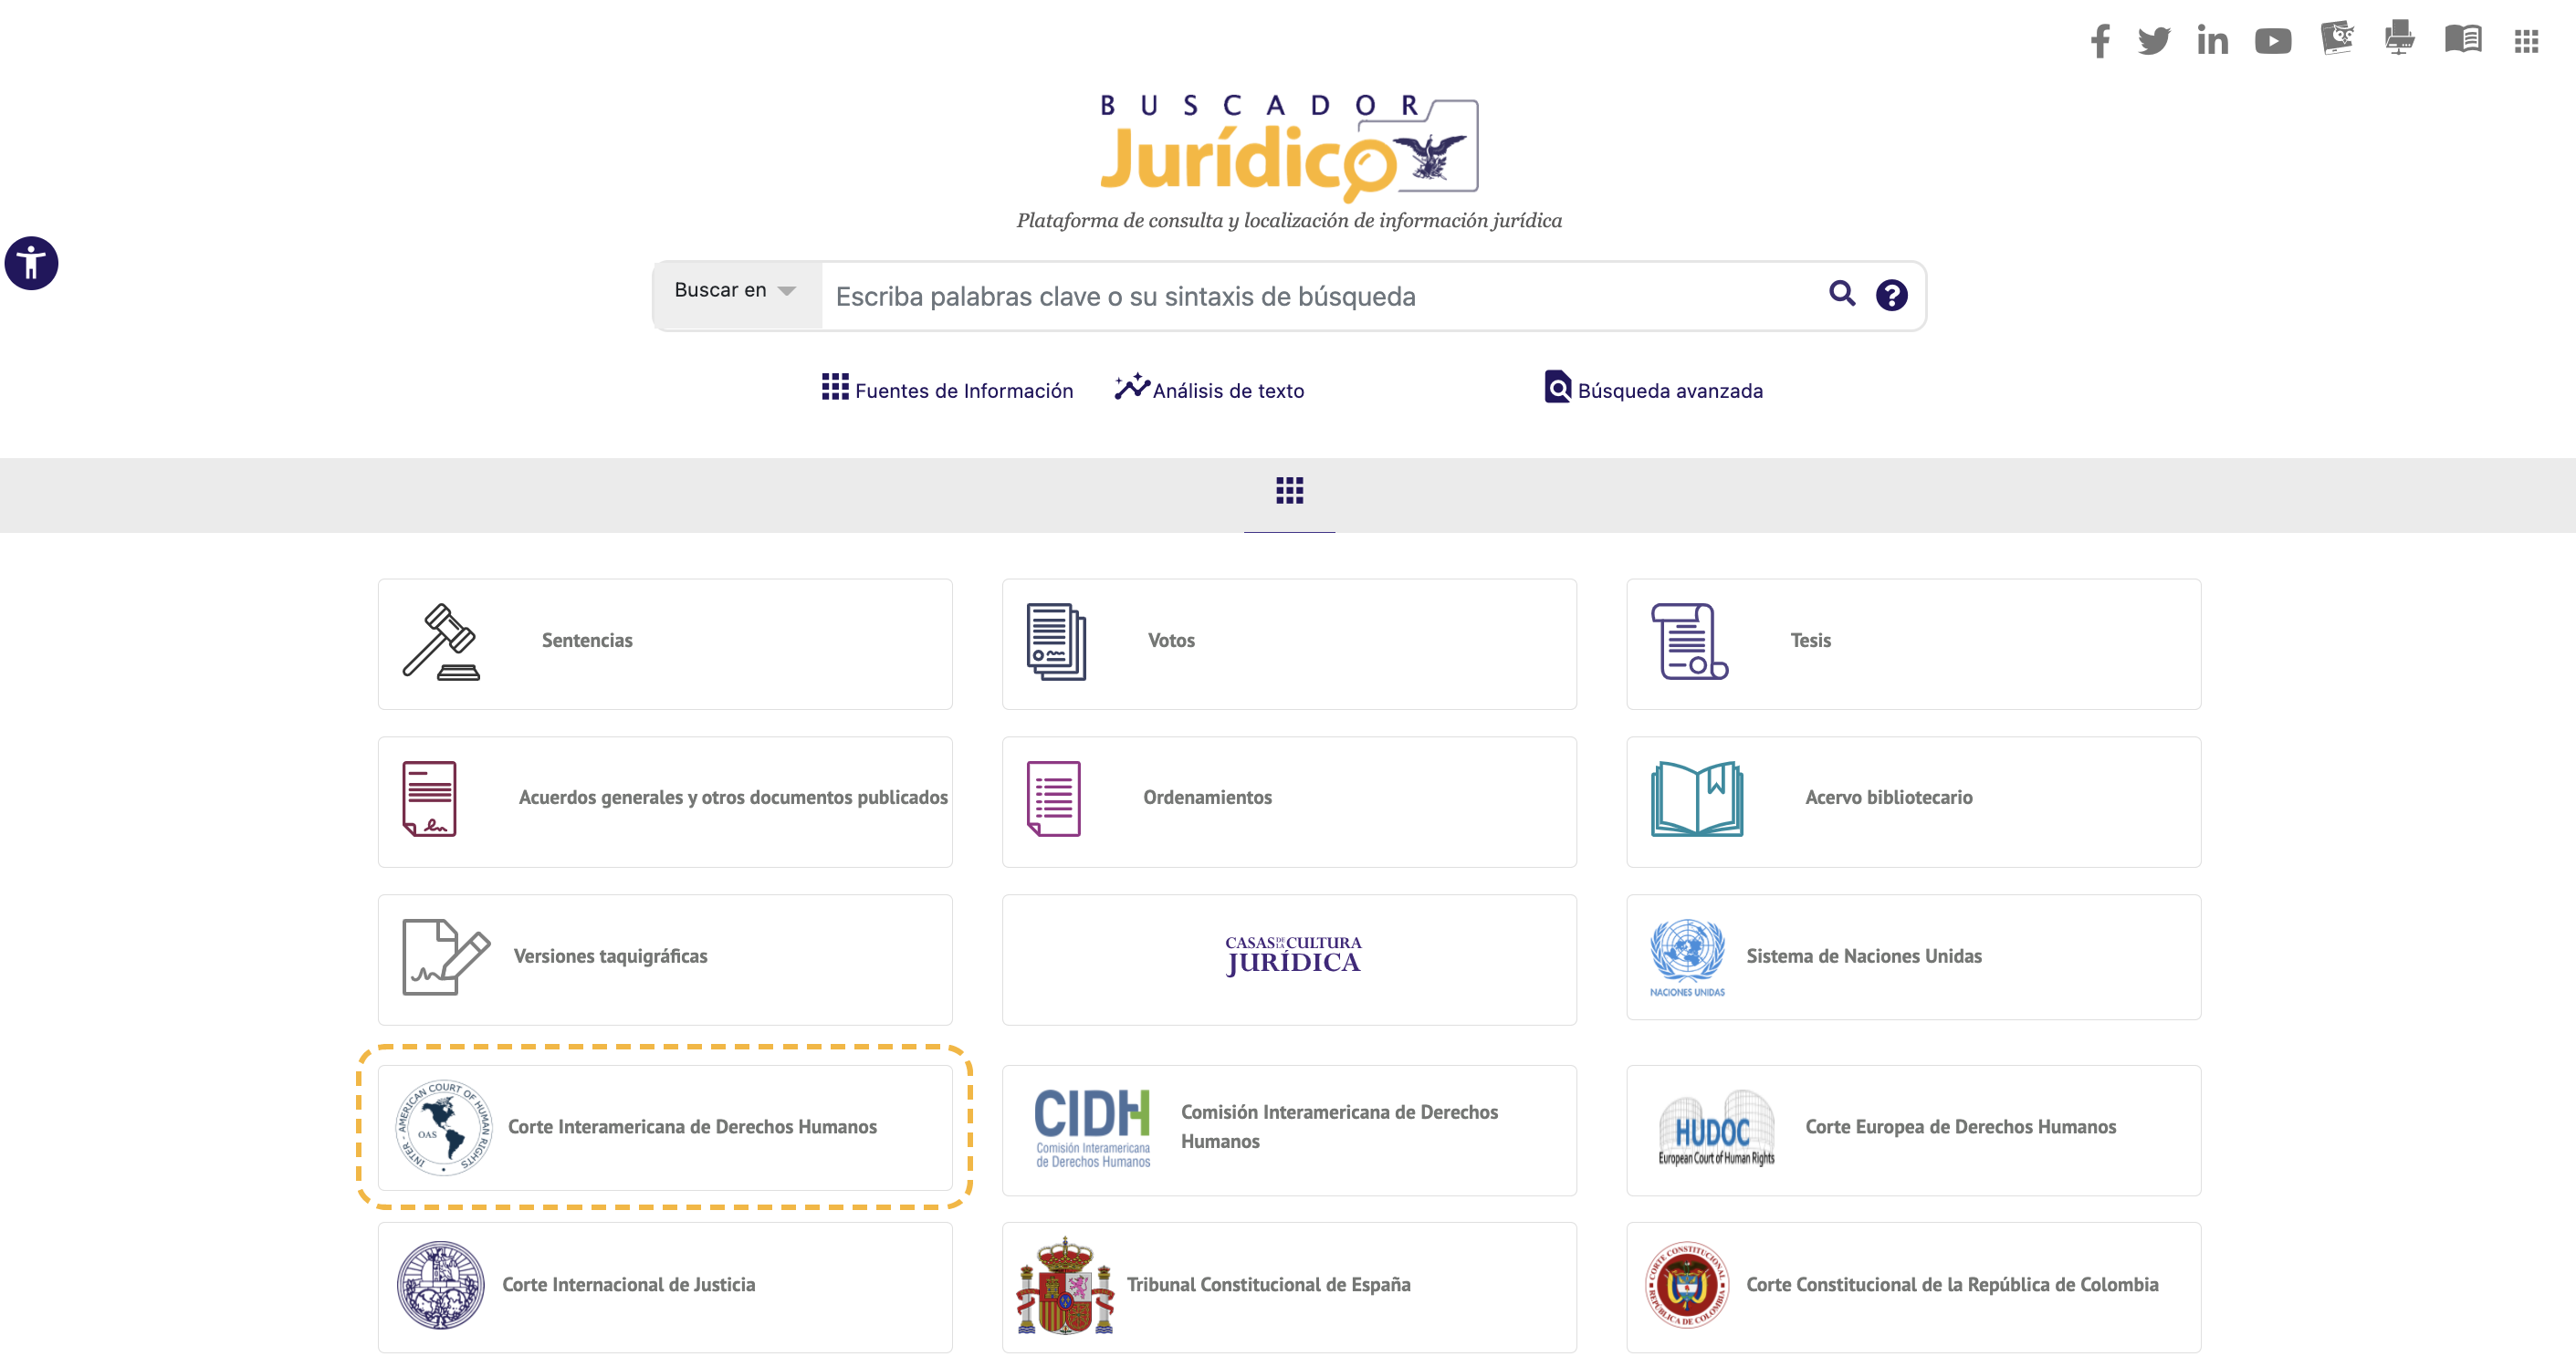 BUSCADOR
Jurídico
Plataforma de consulta y localización de información jurídica
Buscar en
Escriba palabras clave o su sintaxis de búsqueda
Fuentes de Información
Análisis de texto
Búsqueda avanzada
Sentencias
Votos
Tesis
Acuerdos generales y otros documentos publicados
Ordenamientos
Acervo bibliotecario
Versiones taquigráficas
CASAS DE LA CULTURA
JURÍDICA
NACIONES UNIDAS
Sistema de Naciones Unidas
INTER - AMERICAN COURT OF HUMAN RIGHTS
OAS
Corte Interamericana de Derechos Humanos
CIDH
Comisión Interamericana
de Derechos Humanos
Comisión Interamericana de Derechos
Humanos
HUDOC
European Court of Human Rights
Corte Europea de Derechos Humanos
Corte Internacional de Justicia
Tribunal Constitucional de España
CORTE CONSTITUCIONAL
REPÚBLICA DE COLOMBIA
Corte Constitucional de la República de Colombia